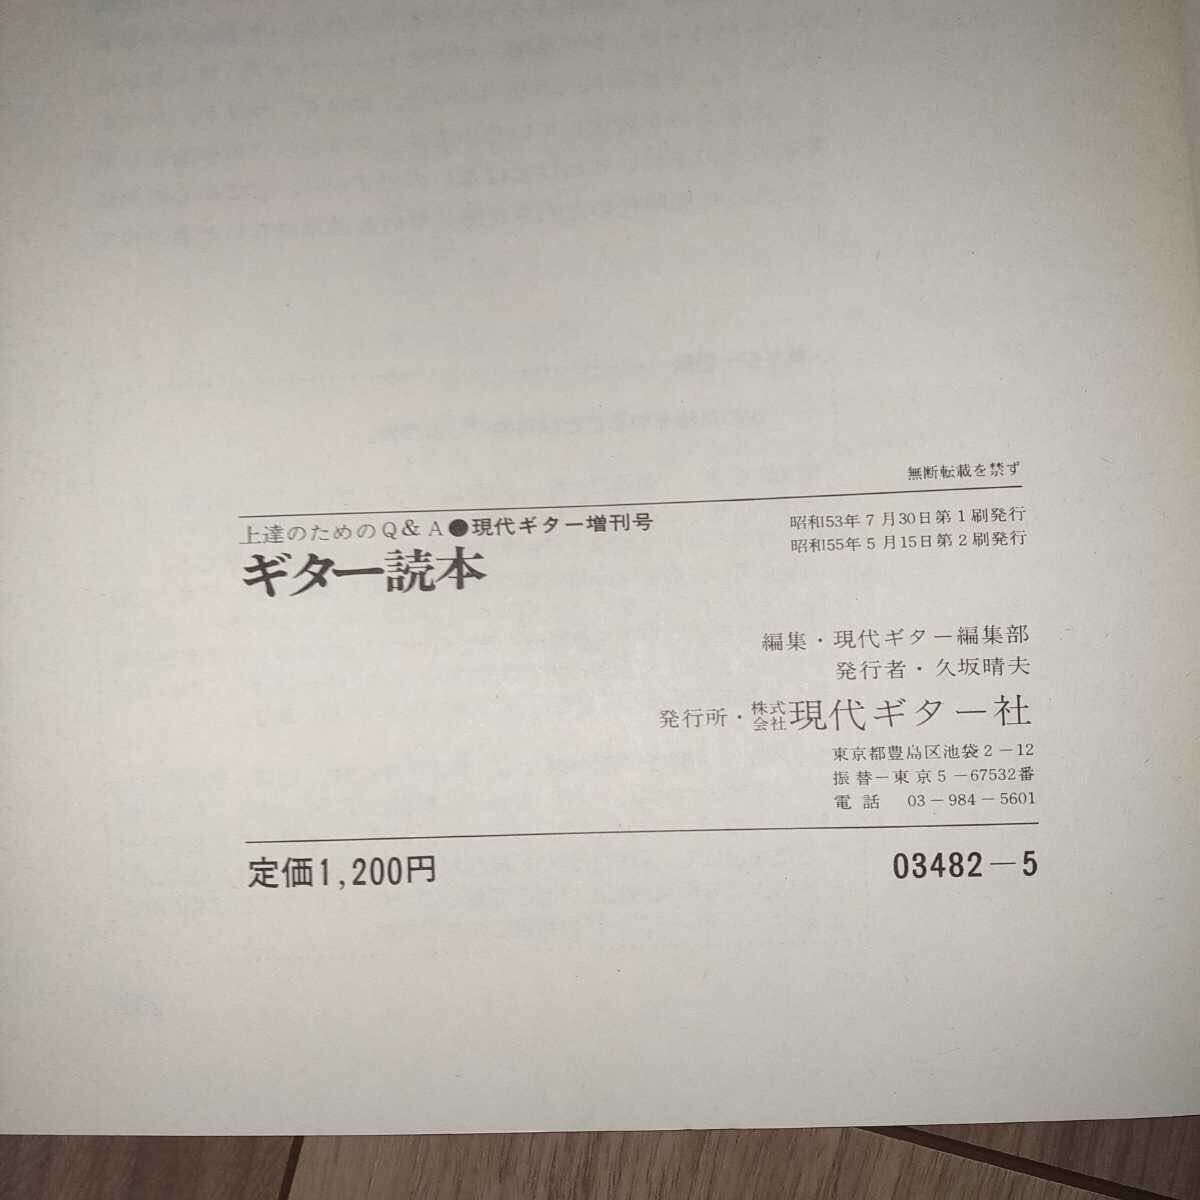 無断転載を禁ず
上達のためのQ&A●現代ギター増刊号
ギター読本
昭和53年7月30日第1刷発行
昭和55年5月15日第2刷発行
編集・現代ギター編集部
発行者・久坂晴夫
発行所・株式会社現代ギター社
東京都豊島区池袋2-12
振替-東京5-67532番
電話 03-984-5601
定価1,200円
03482-5